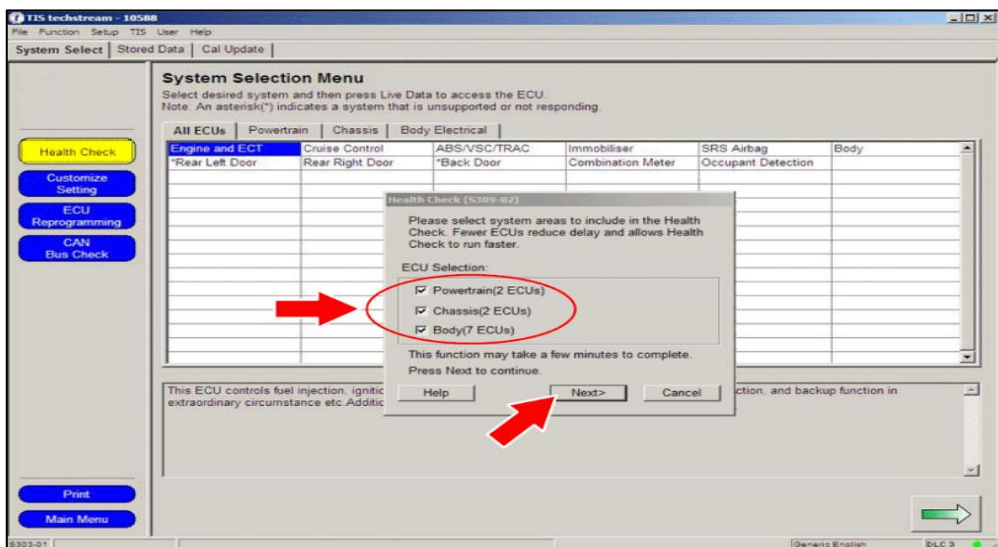 TIS techstream - 10588
File Function Setup TIS User Help
System Select Stored Data Cal Update
System Selection Menu
Select desired system and then press Live Data to access the ECU.
Note: An asterisk(*) indicates a system that is unsupported or not responding.
All ECUs Powertrain Chassis Body Electrical
Engine and ECT Cruise Control ABS/VSC/TRAC Immobiliser SRS Airbag Body
*Rear Left Door Rear Right Door *Back Door Combination Meter Occupant Detection
Health Check
Customize
Setting
ECU
Reprogramming
CAN
Bus Check
Health Check (S309-02)
Please select system areas to include in the Health
Check. Fewer ECUs reduce delay and allows Health
Check to run faster.
ECU Selection:
Powertrain(2 ECUs)
Chassis(2 ECUs)
Body(7 ECUs)
This function may take a few minutes to complete.
Press Next to continue.
Help Next> Cancel
This ECU controls fuel injection, ction, and backup function in
extraordinary circumstance etc.
Print
Main Menu
S303-01 Generic English DLC 3